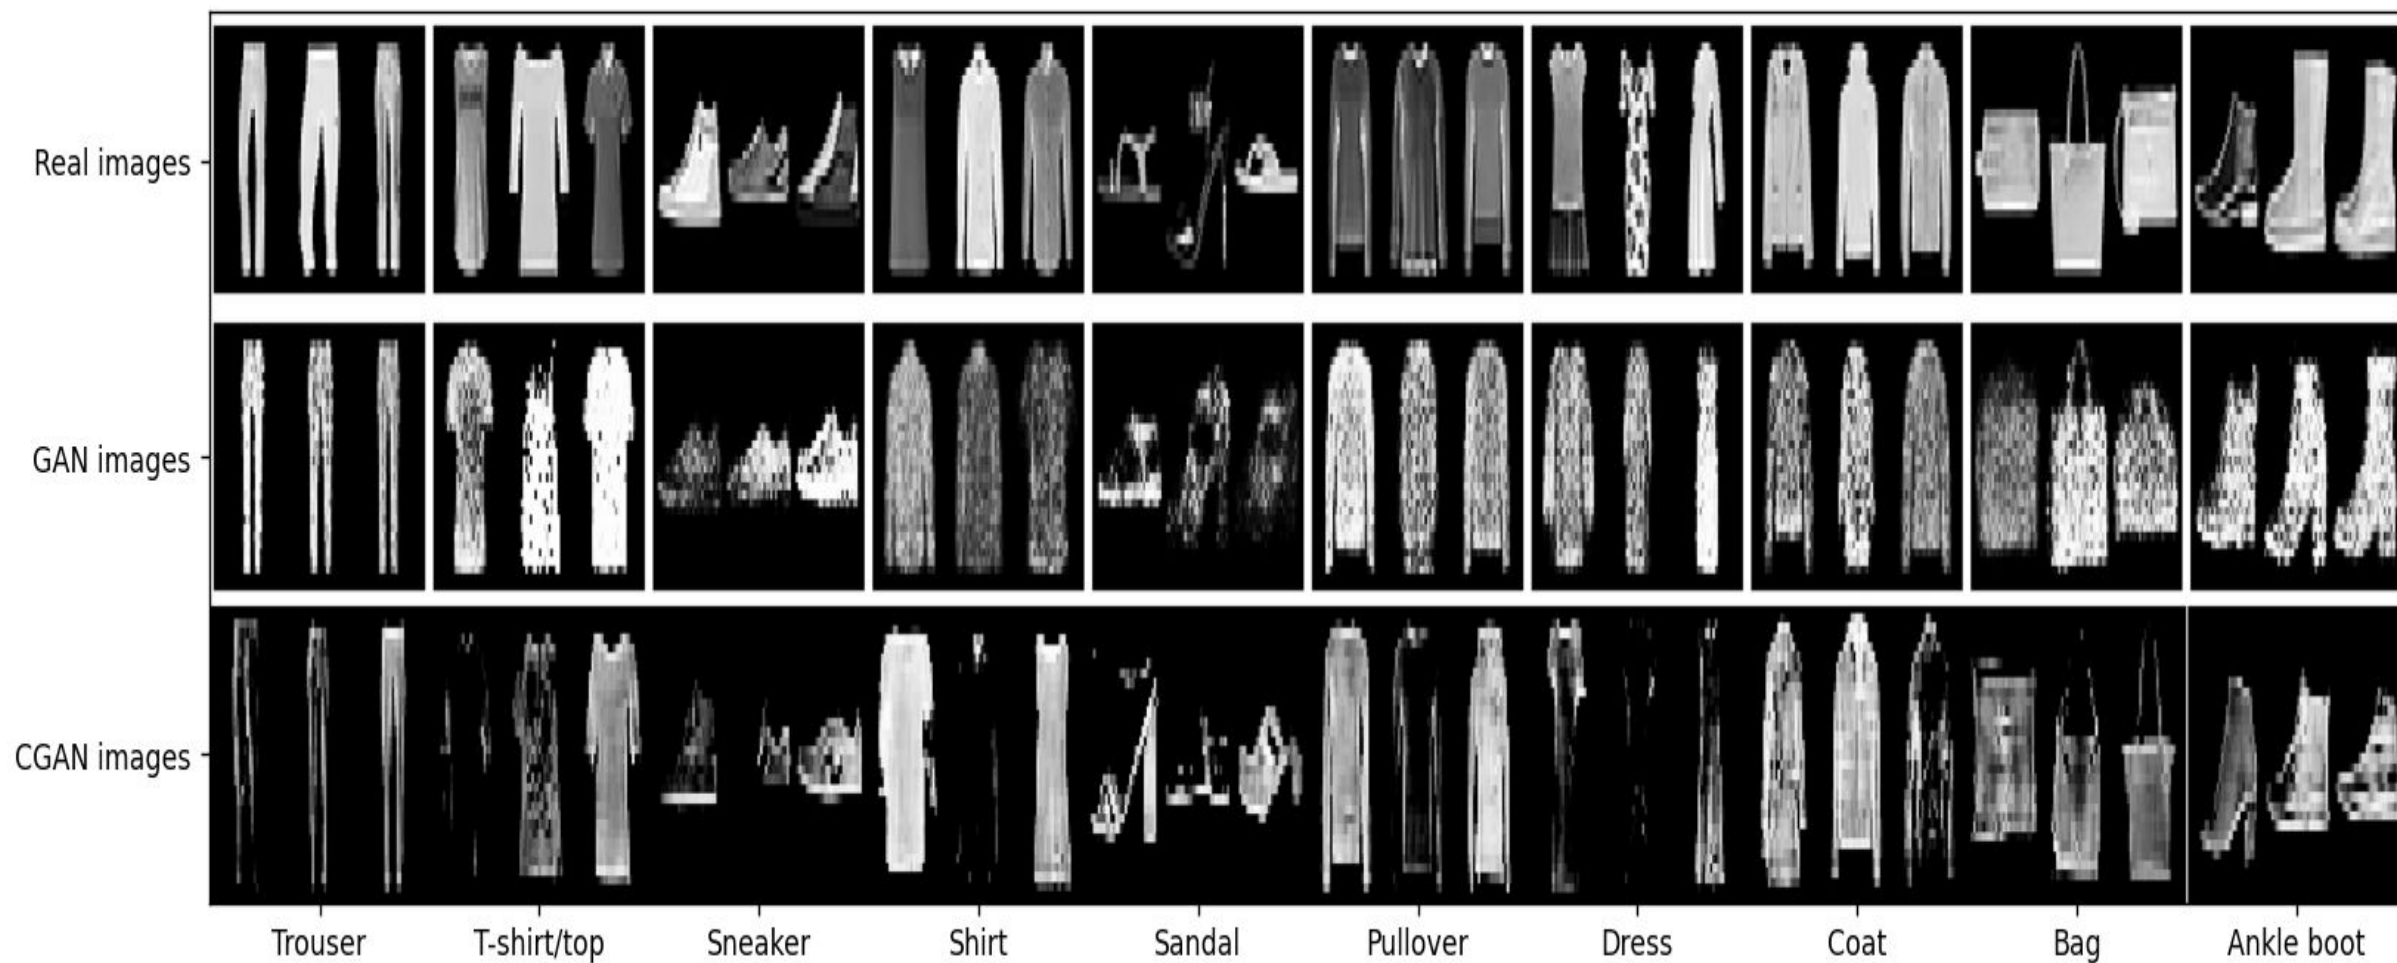 Real images
GAN images
CGAN images
Trouser
T-shirt/top
Sneaker
Shirt
Sandal
Pullover
Dress
Coat
Bag
Ankle boot